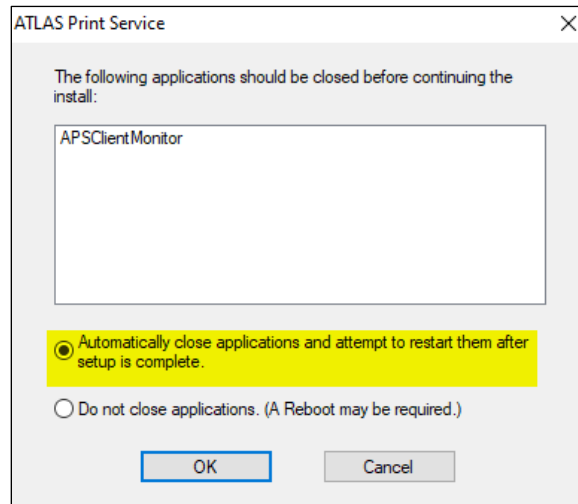 ATLAS Print Service
The following applications should be closed before continuing the
install:
APSClientMonitor
Automatically close applications and attempt to restart them after
setup is complete.
Do not close applications. (A Reboot may be required.)
OK
Cancel